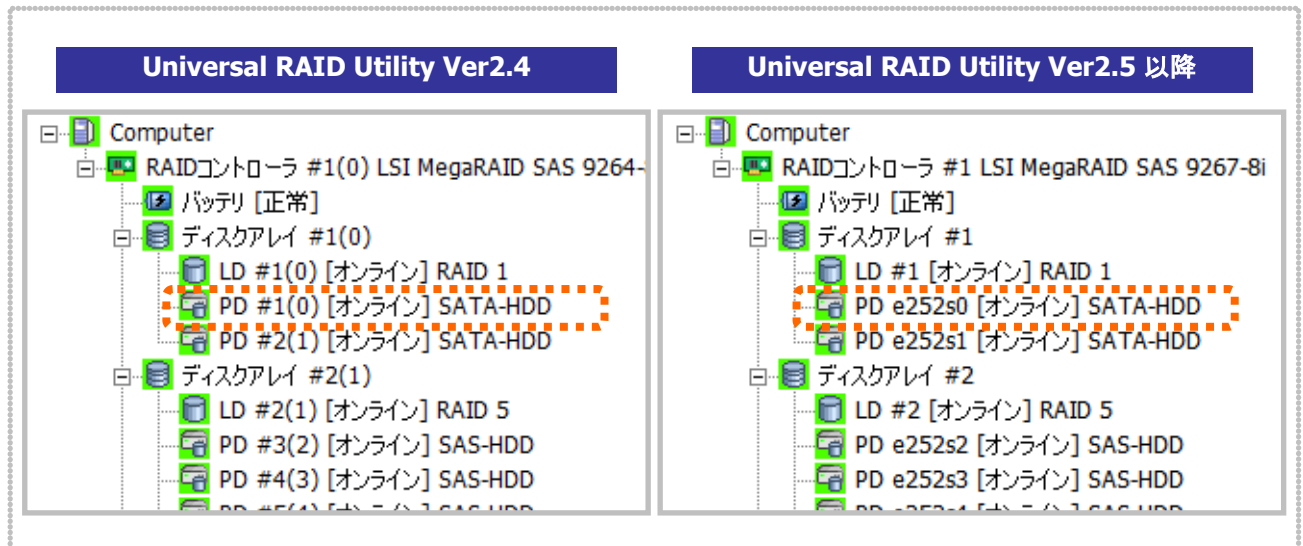 Universal RAID Utility Ver2.4
Computer
RAIDコントローラ #1(0) LSI MegaRAID SAS 9264-
バッテリ [正常]
ディスクアレイ #1(0)
LD #1(0) [オンライン] RAID 1
PD #1(0) [オンライン] SATA-HDD
PD #2(1) [オンライン] SATA-HDD
ディスクアレイ #2(1)
LD #2(1) [オンライン] RAID 5
PD #3(2) [オンライン] SAS-HDD
PD #4(3) [オンライン] SAS-HDD
Universal RAID Utility Ver2.5 以降
Computer
RAIDコントローラ #1 LSI MegaRAID SAS 9267-8i
バッテリ [正常]
ディスクアレイ #1
LD #1 [オンライン] RAID 1
PD e252s0 [オンライン] SATA-HDD
PD e252s1 [オンライン] SATA-HDD
ディスクアレイ #2
LD #2 [オンライン] RAID 5
PD e252s2 [オンライン] SAS-HDD
PD e252s3 [オンライン] SAS-HDD